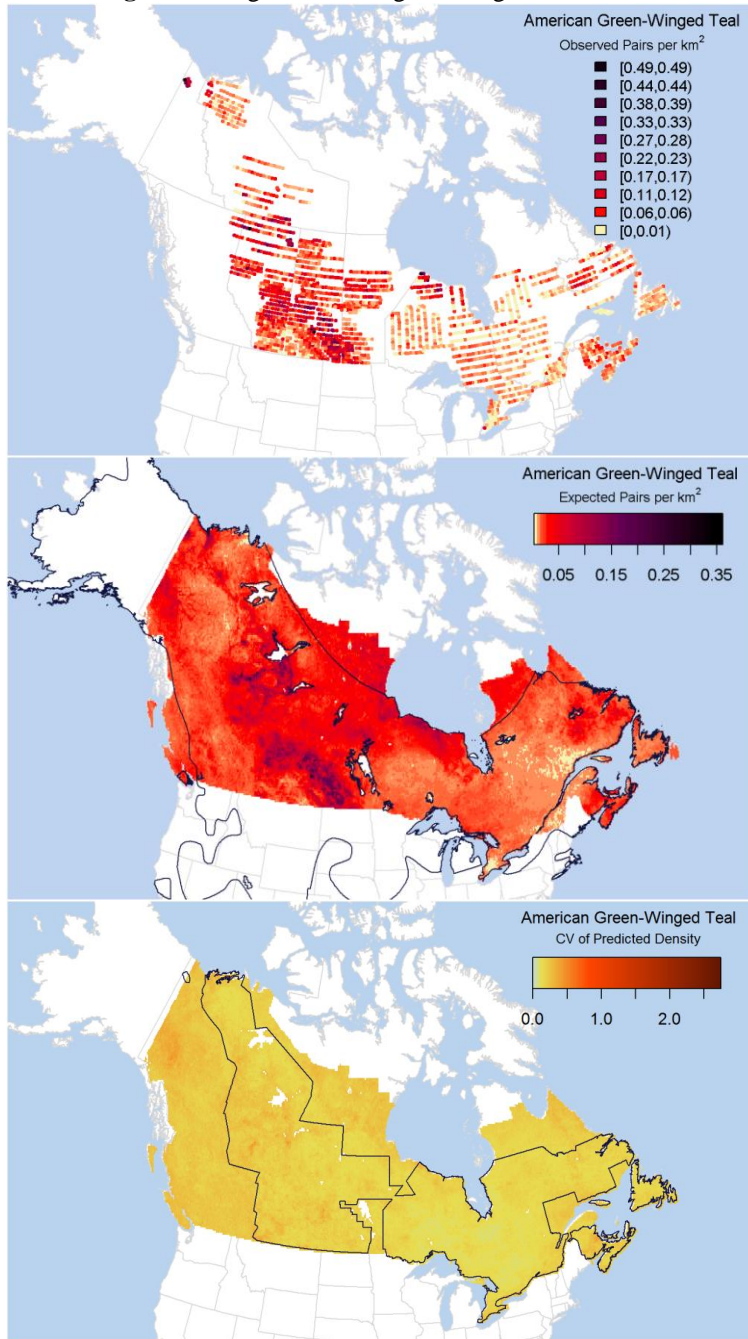 American Green-Winged Teal
Observed Pairs per km²
[0.49,0.49)
[0.44,0.44)
[0.38,0.39)
[0.33,0.33)
[0.27,0.28)
[0.22,0.23)
[0.17,0.17)
[0.11,0.12)
[0.06,0.06)
[0,0.01)
American Green-Winged Teal
Expected Pairs per km²
0.05 0.15 0.25 0.35
American Green-Winged Teal
CV of Predicted Density
0.0 1.0 2.0